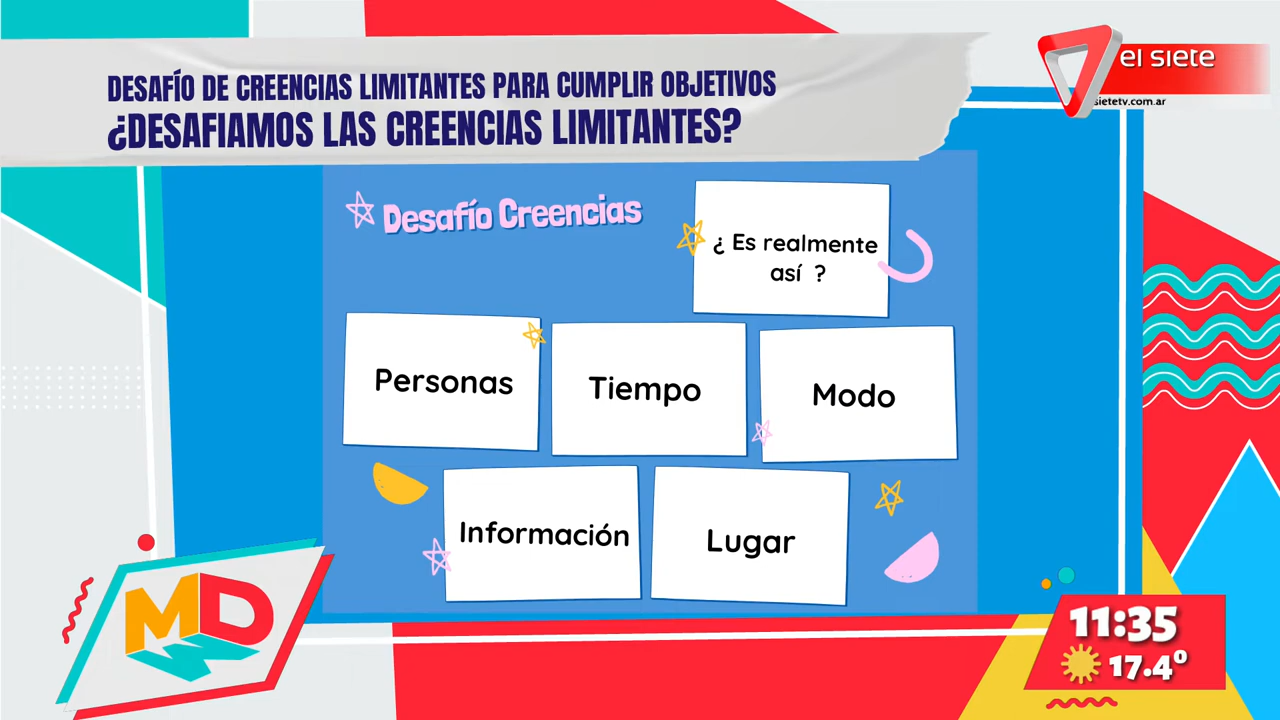 DESAFÍO DE CREENCIAS LIMITANTES PARA CUMPLIR OBJETIVOS
¿DESAFIAMOS LAS CREENCIAS LIMITANTES?
el siete
sietetv.com.ar
Desafío Creencias
¿ Es realmente
así ?
Personas
Tiempo
Modo
Información
Lugar
MD
11:35
17.4º